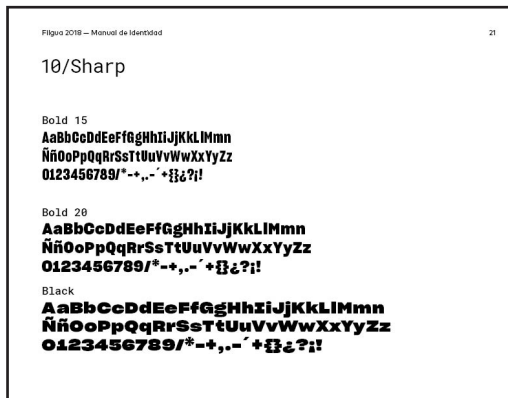 Filgua 2018 — Manual de Identidad 21
10/Sharp
Bold 15
AaBbCcDdEeFfGgHhIiJjKkLlMmn
ÑñOoPpQqRrSsTtUuVvWwXxYyZz
0123456789/*-+,.-´+{}¿?¡!
Bold 20
AaBbCcDdEeFfGgHhIiJjKkLlMmn
ÑñOoPpQqRrSsTtUuVvWwXxYyZz
0123456789/*-+,.-´+{}¿?¡!
Black
AaBbCcDdEeFfGgHhIiJjKkLlMmn
ÑñOoPpQqRrSsTtUuVvWwXxYyZz
0123456789/*-+,.-´+{}¿?¡!